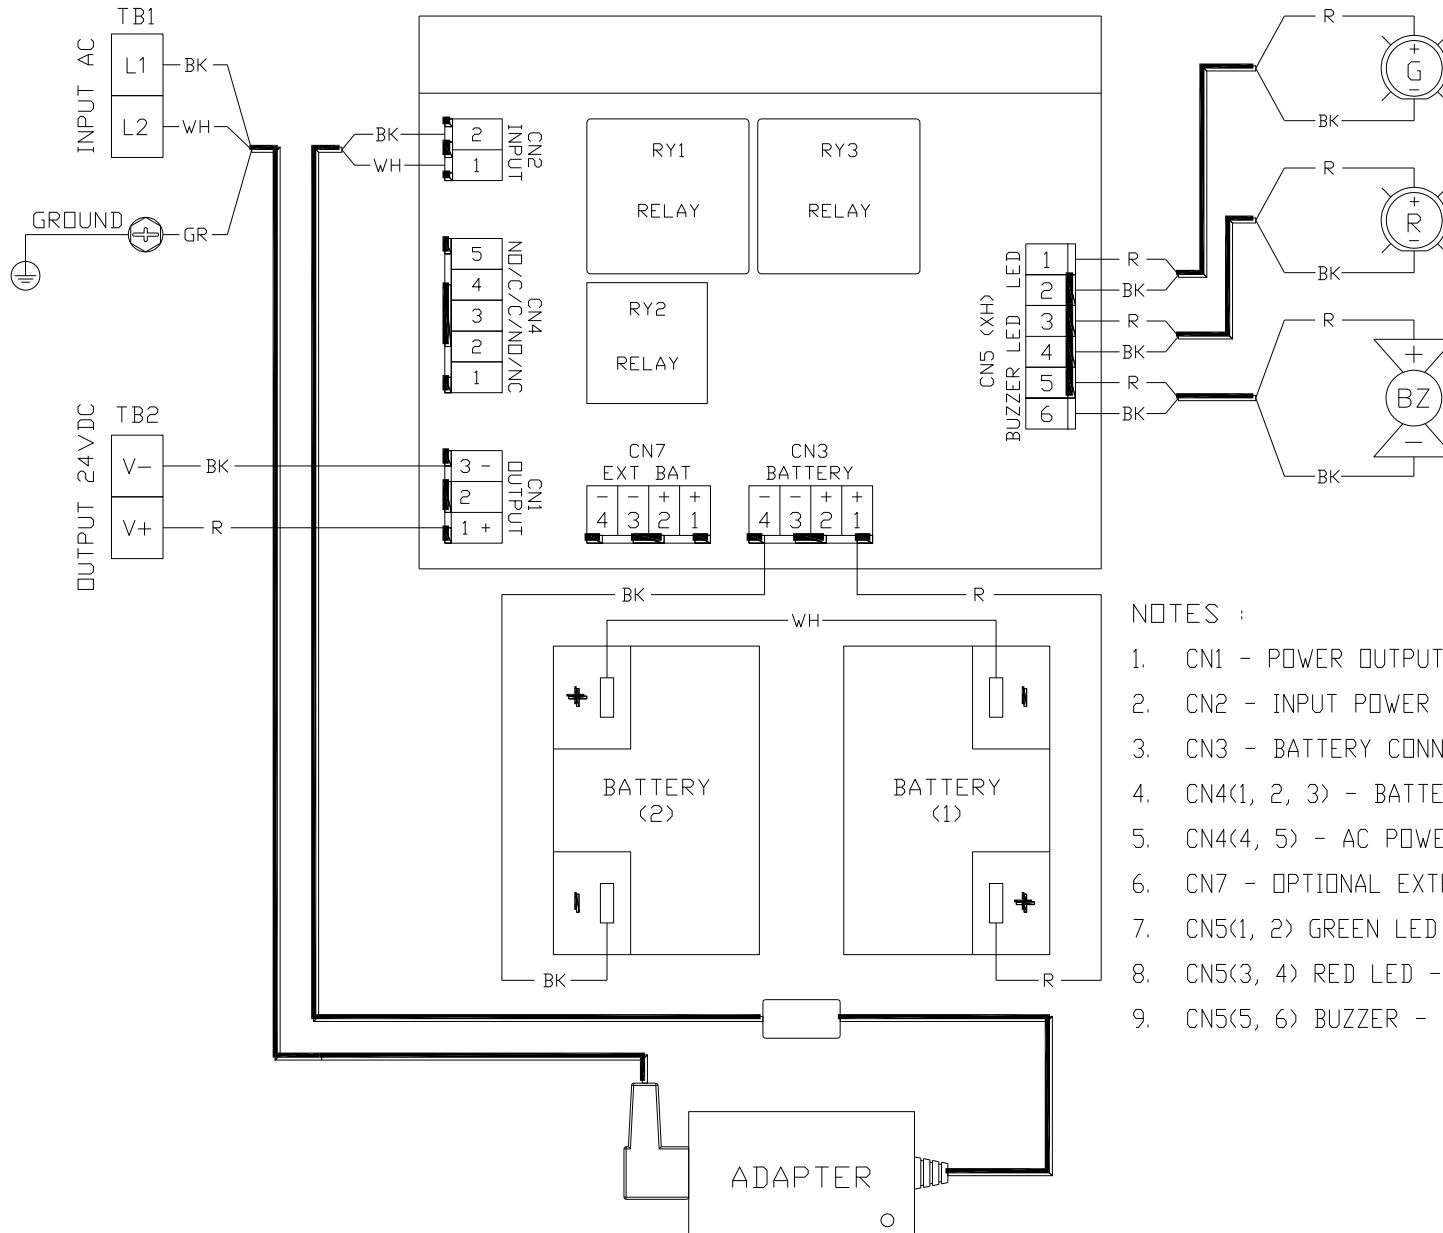 TB1
INPUT AC
L1
BK
L2
WH
GROUND
GR
BK
WH
2
1
CN2
INPUT
RY1
RELAY
RY3
RELAY
RY2
RELAY
5
4
3
2
1
CN4
NO/C/C/NO/NC
TB2
OUTPUT 24VDC
V-
BK
V+
R
3 -
2
1 +
CN1
OUTPUT
CN7
EXT BAT
- - + +
4 3 2 1
CN3
BATTERY
- - + +
4 3 2 1
CN5 (XH)
BUZZER LED LED
1
2
3
4
5
6
R
BK
R
BK
R
BK
R
+
G
-
BK
R
+
R
-
BK
R
+
BZ
-
BK
BK
R
WH
+
-
BATTERY
(2)
BATTERY
(1)
-
+
BK
R
ADAPTER
NOTES :
1. CN1 - POWER OUTPUT
2. CN2 - INPUT POWER
3. CN3 - BATTERY CONN
4. CN4(1, 2, 3) - BATTE
5. CN4(4, 5) - AC POWE
6. CN7 - OPTIONAL
7. CN5(1, 2) GREEN LED
8. CN5(3, 4) RED LED -
9. CN5(5, 6) BUZZER -